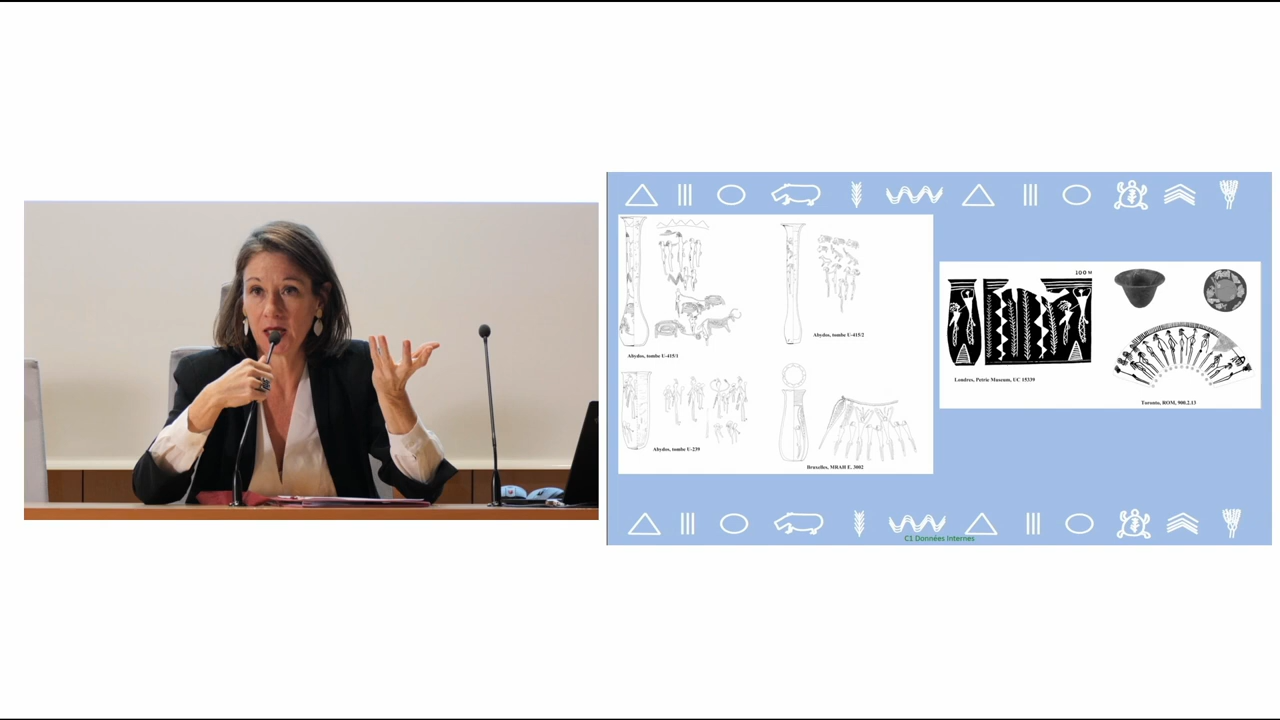 Abydos, tombe U-415/1
Abydos, tombe U-415/2
Abydos, tombe U-239
Bruxelles, MRAH E. 3002
100 M
Londres, Petrie Museum, UC 15339
Toronto, ROM, 900.2.13
C1 Données Internes